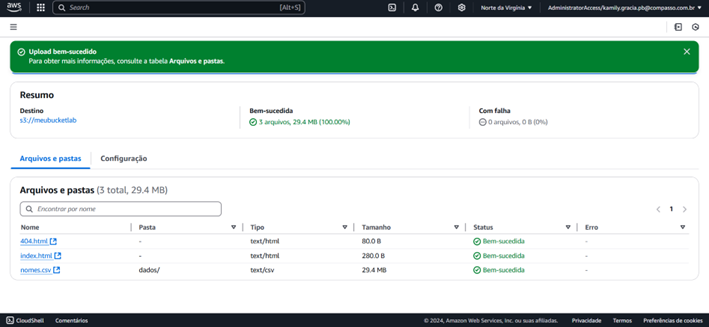 aws Search [Alt+S] Norte da Virgínia ▼ AdministratorAccess/kamily.gracia.pb@compasso.com.br ▼
Upload bem-sucedido
Para obter mais informações, consulte a tabela Arquivos e pastas.
Resumo
Destino Bem-sucedida Com falha
s3://meubucketlab 3 arquivos, 29.4 MB (100.00%) 0 arquivos, 0 B (0%)
Arquivos e pastas Configuração
Arquivos e pastas (3 total, 29.4 MB)
Encontrar por nome < 1 >
Nome Pasta Tipo Tamanho Status Erro
404.html - text/html 80.0 B Bem-sucedida -
index.html - text/html 280.0 B Bem-sucedida -
nomes.csv dados/ text/csv 29.4 MB Bem-sucedida -
CloudShell Comentários © 2024, Amazon Web Services, Inc. ou suas afiliadas. Privacidade Termos Preferências de cookies